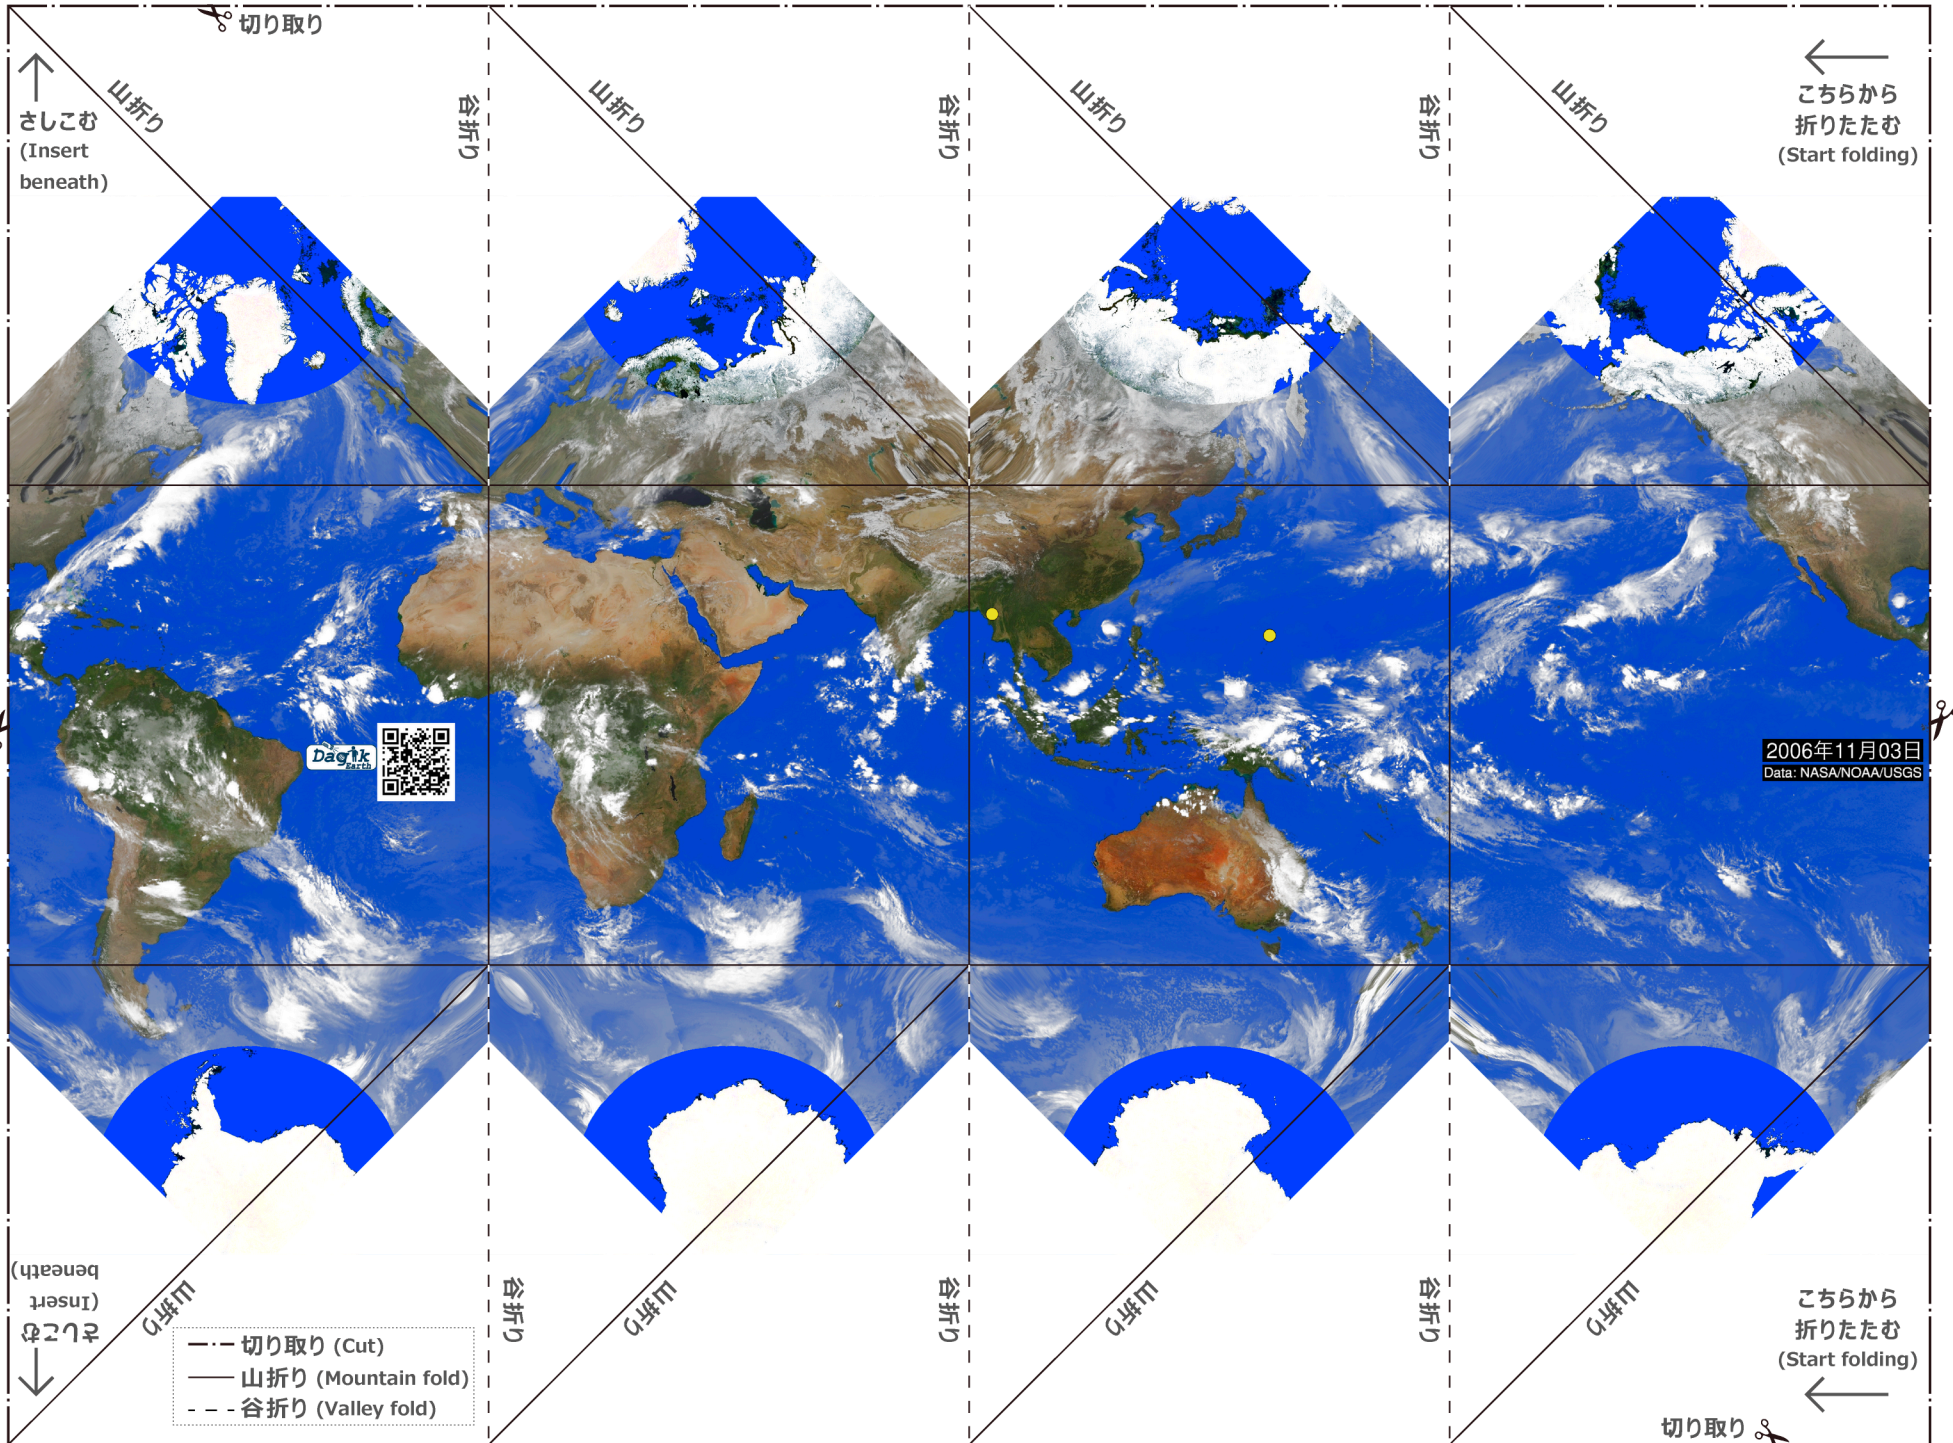 切り取り
さしこむ
(Insert
beneath)
山折り
谷折り
山折り
谷折り
山折り
谷折り
山折り
こちらから
折りたたむ
(Start folding)
Dagik
Earth
2006年11月03日
Data: NASA/NOAA/USGS
さしこむ
(Insert
beneath)
山折り
谷折り
山折り
谷折り
山折り
谷折り
山折り
こちらから
折りたたむ
(Start folding)
切り取り (Cut)
山折り (Mountain fold)
谷折り (Valley fold)
切り取り